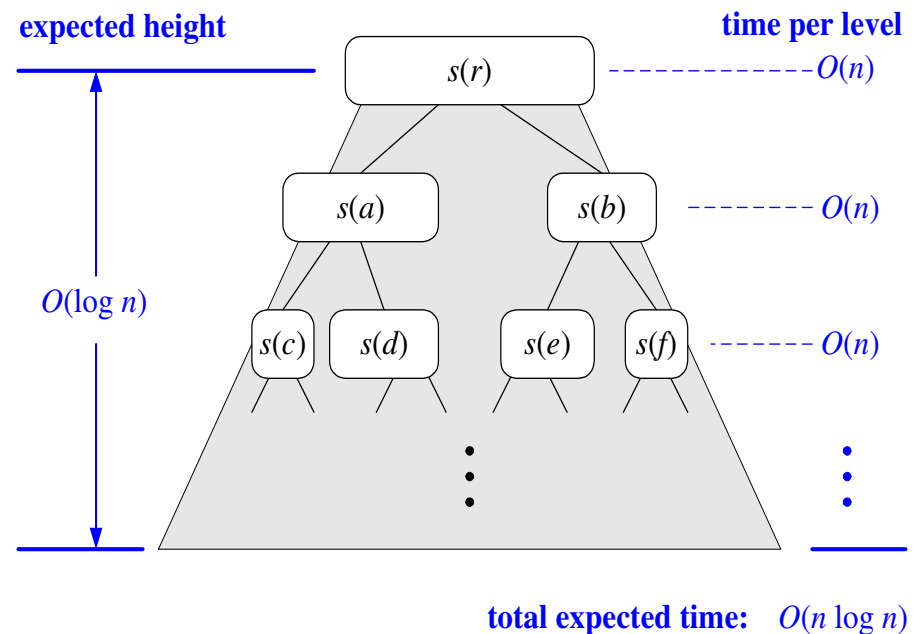 expected height
time per level
s(r)
O(n)
s(a)
s(b)
O(n)
O(log n)
s(c)
s(d)
s(e)
s(f)
O(n)
total expected time: O(n log n)